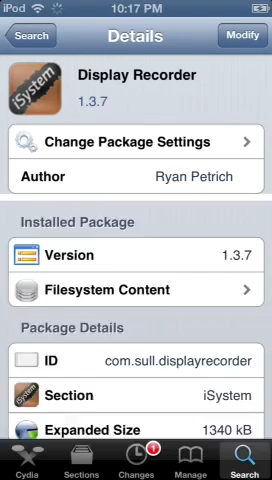 iPod 10:17 PM
Search Details Modify
iSystem
Display Recorder
1.3.7
Change Package Settings
Author Ryan Petrich
Installed Package
Version 1.3.7
Filesystem Content
Package Details
ID com.sull.displayrecorder
iSystem
Section iSystem
Expanded Size 1340 kB
1
Cydia Sections Changes Manage Search